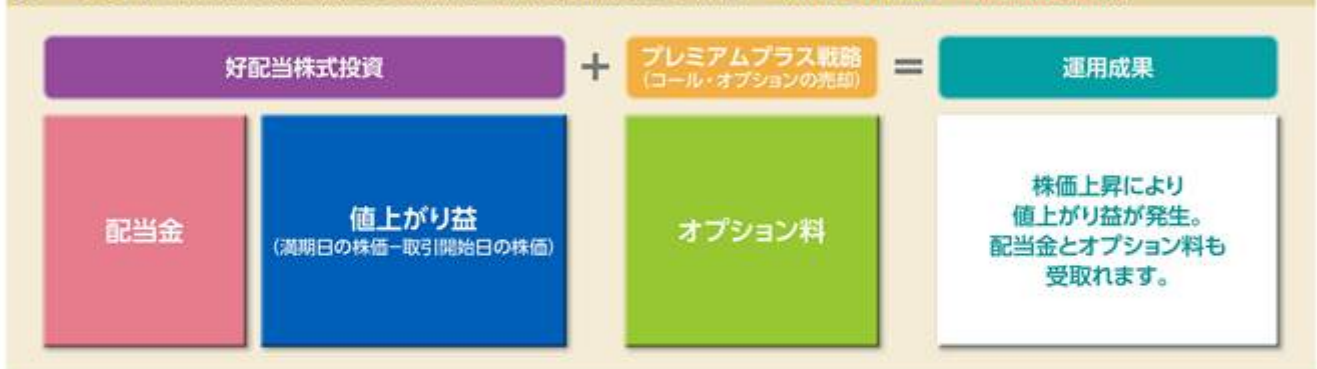 好配当株式投資
+
プレミアムプラス戦略
(コール・オプションの売却)
=
運用成果
配当金
値上がり益
(満期日の株価−取引開始日の株価)
オプション料
株価上昇により
値上がり益が発生。
配当金とオプション料も
受取れます。